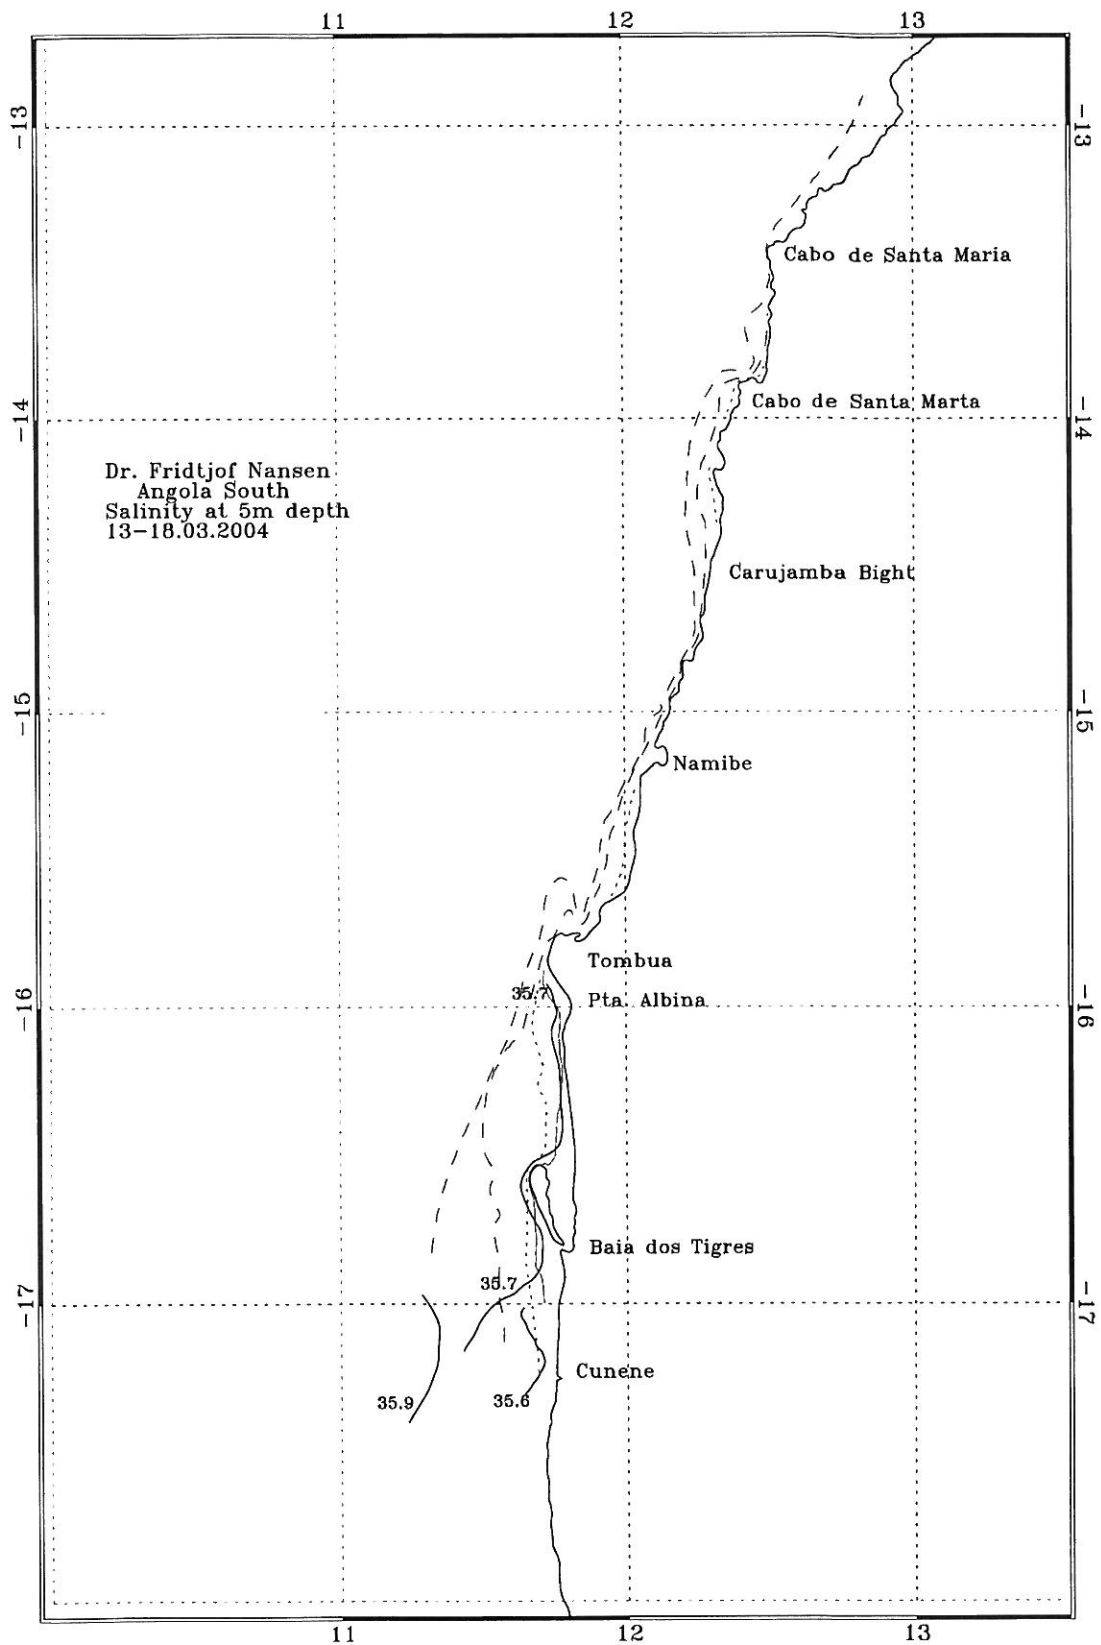 11 12 13
-13 -13
Cabo de Santa Maria
Cabo de Santa Marta
-14 -14
Dr. Fridtjof Nansen
Angola South
Salinity at 5m depth
13-18.03.2004
Carujamba Bight
-15 -15
Namibe
Tombua
35.7
Pta Albina
-16 -16
Baia dos Tigres
35.7
-17 -17
Cunene
35.9 35.6
11 12 13